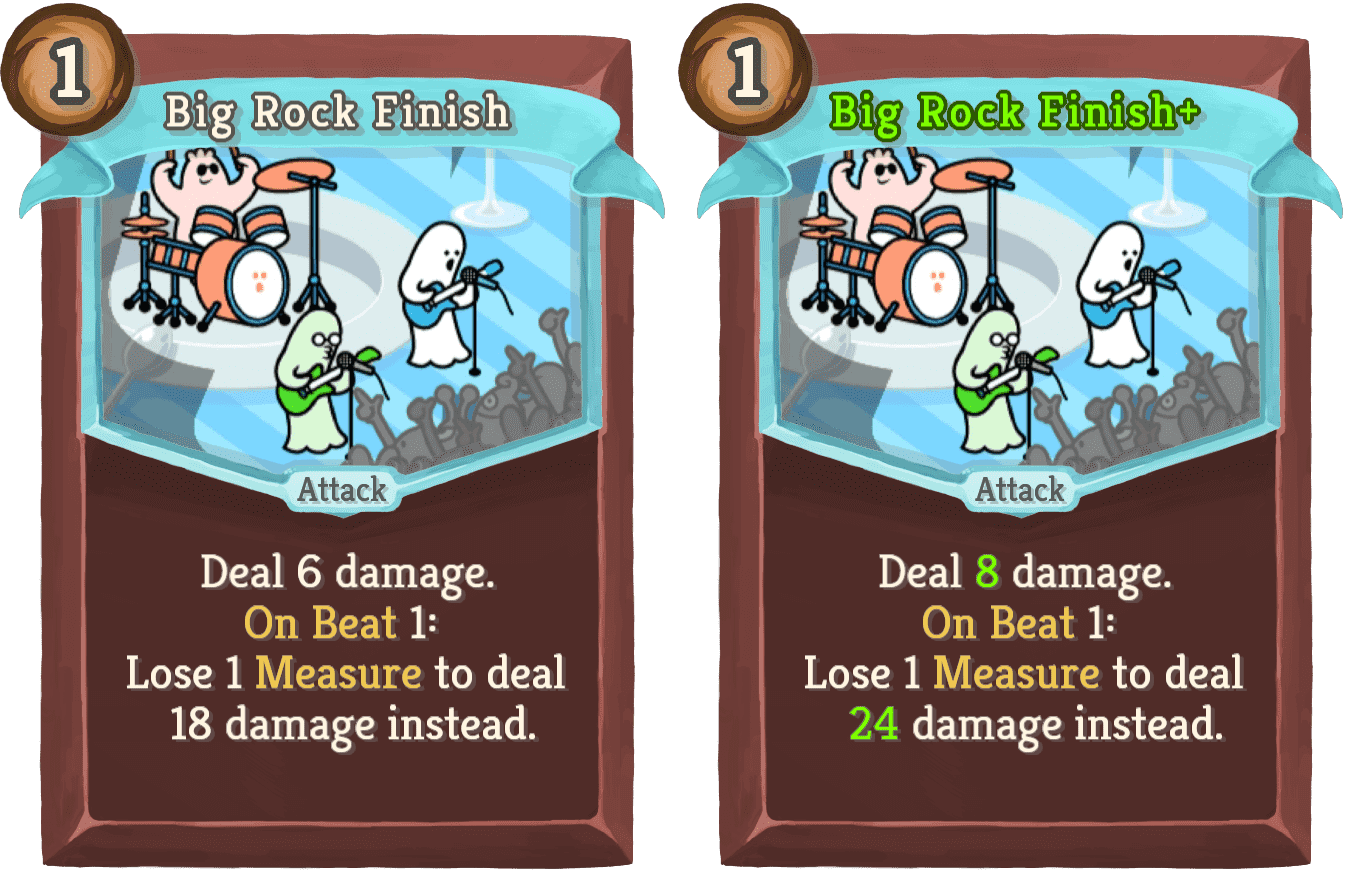 1
Big Rock Finish
Attack
Deal 6 damage.
On Beat 1:
Lose 1 Measure to deal
18 damage instead.
1
Big Rock Finish+
Attack
Deal 8 damage.
On Beat 1:
Lose 1 Measure to deal
24 damage instead.